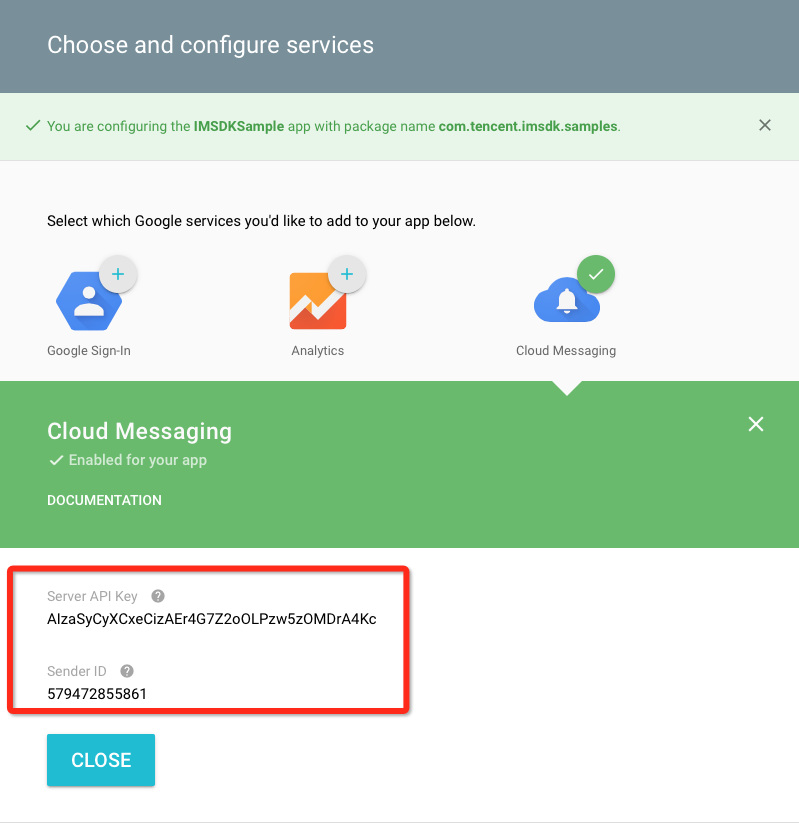 Choose and configure services
You are configuring the IMSDKSample app with package name com.tencent.imsdk.samples.
Select which Google services you'd like to add to your app below.
Google Sign-In
Analytics
Cloud Messaging
Cloud Messaging
Enabled for your app
DOCUMENTATION
Server API Key
AIzaSyCyXCxeCizAEr4G7Z2oOLPzw5zOMDrA4Kc
Sender ID
579472855861
CLOSE